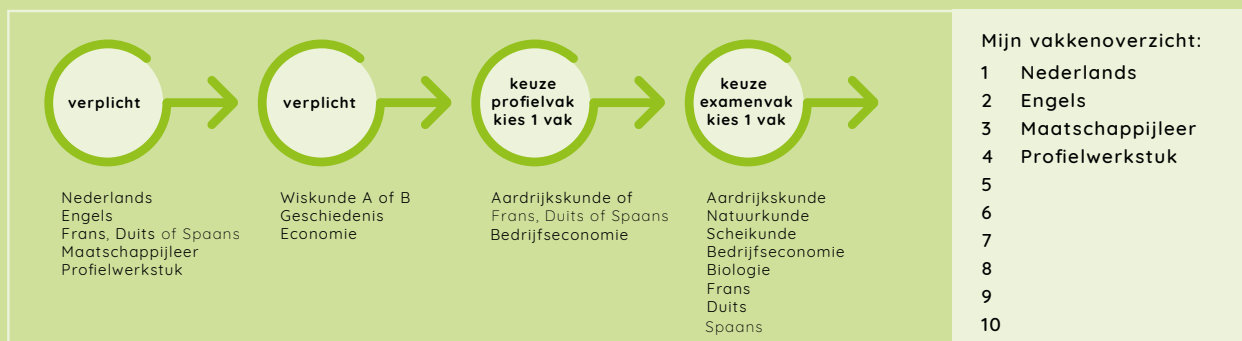 verplicht
Nederlands
Engels
Frans, Duits of Spaans
Maatschappijleer
Profielwerkstuk
verplicht
Wiskunde A of B
Geschiedenis
Economie
keuze
profielvak
kies 1 vak
Aardrijkskunde of
Frans, Duits of Spaans
Bedrijfseconomie
keuze
examenvak
kies 1 vak
Aardrijkskunde
Natuurkunde
Scheikunde
Bedrijfseconomie
Biologie
Frans
Duits
Spaans
Mijn vakkenoverzicht:
1 Nederlands
2 Engels
3 Maatschappijleer
4 Profielwerkstuk
5
6
7
8
9
10